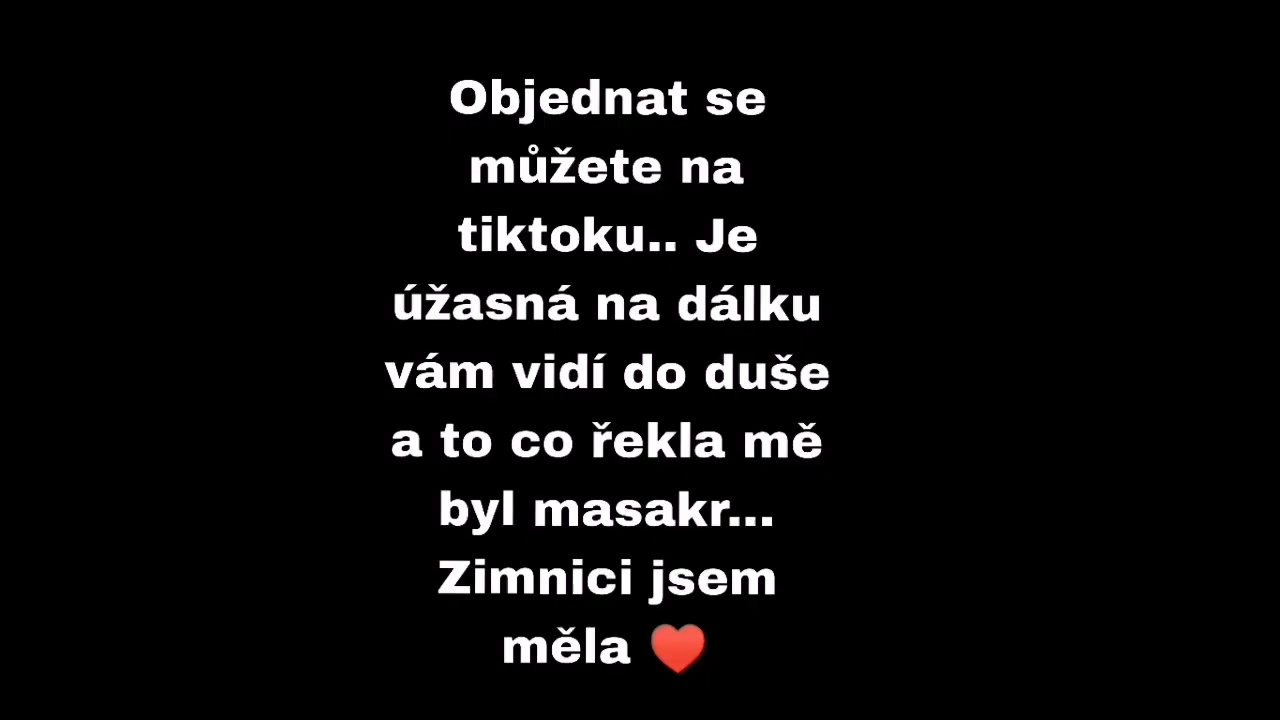 Objednat se
můžete na
tiktoku.. Je
úžasná na dálku
vám vidí do duše
a to co řekla mě
byl masakr...
Zimnici jsem
měla ♥️